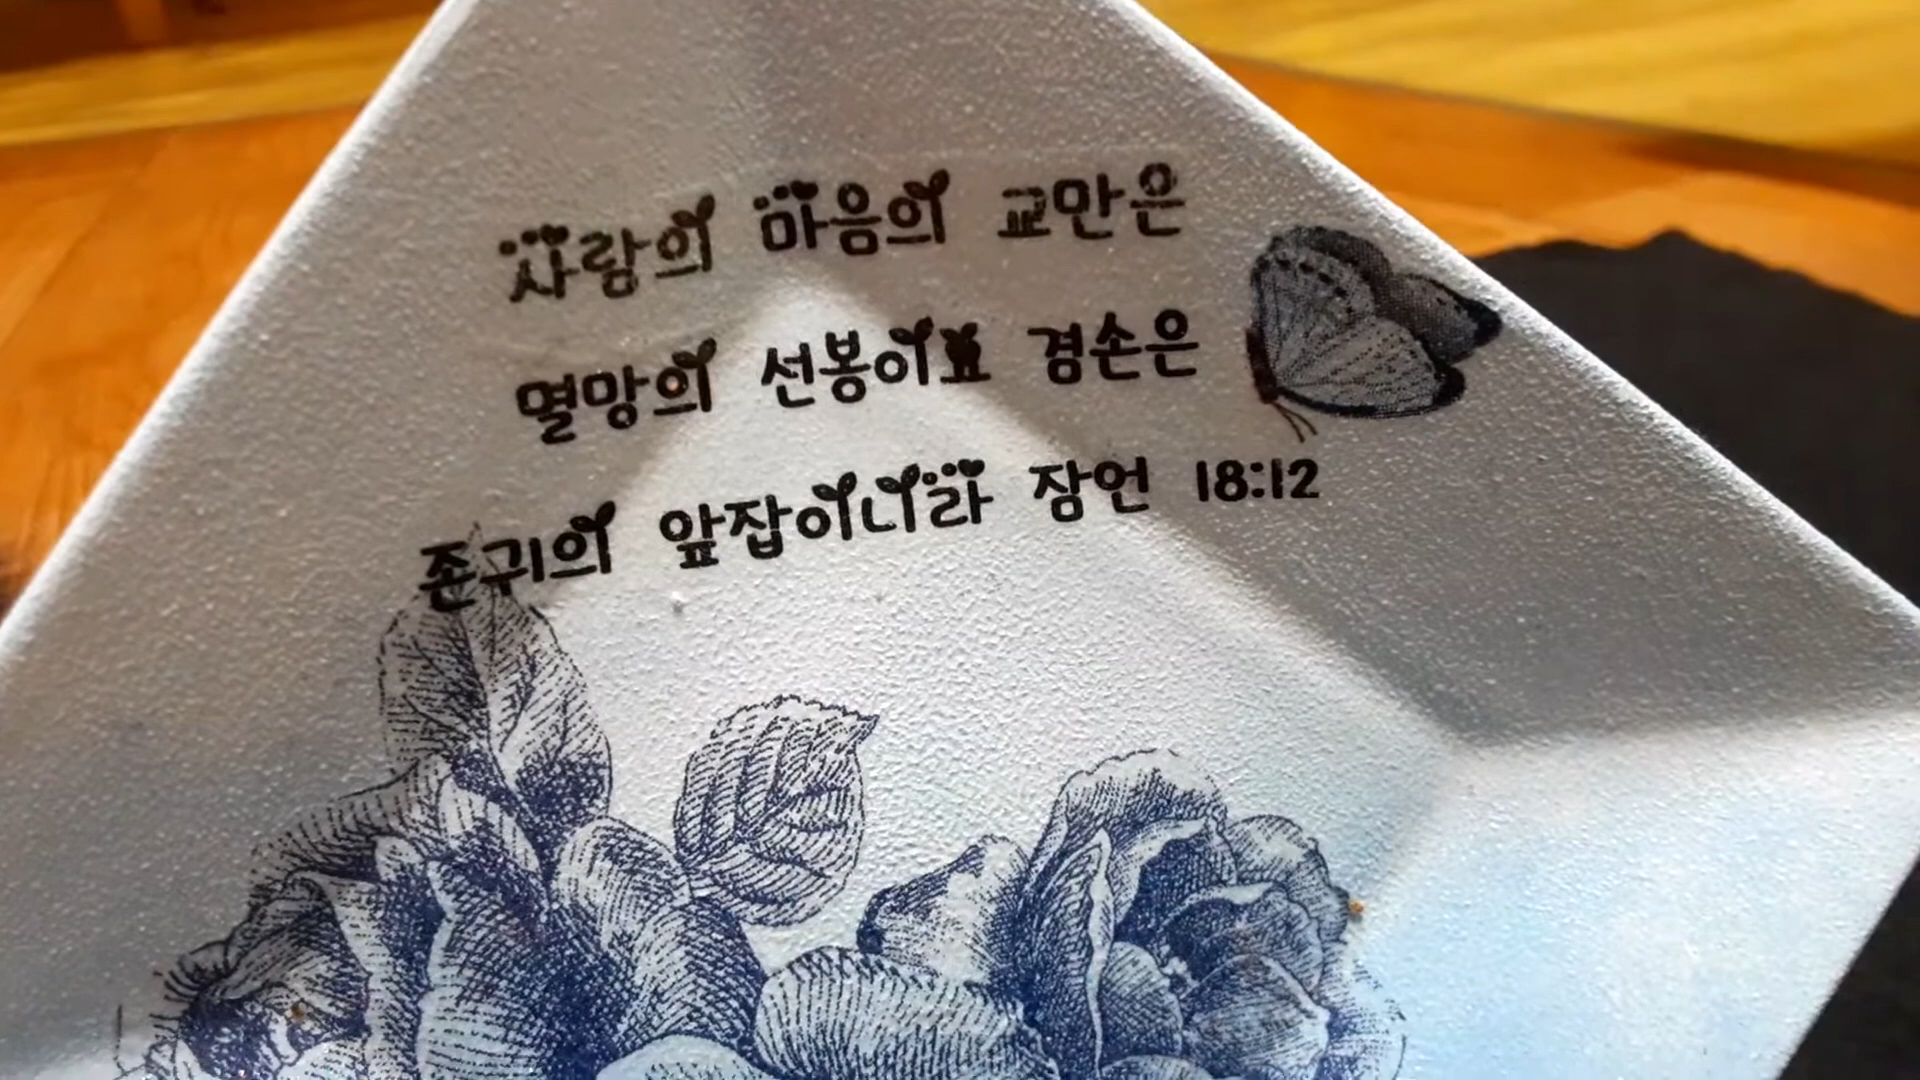 사람의 마음의 교만은
멸망의 선봉이요 겸손은
존귀의 앞잡이니라 잠언 18:12